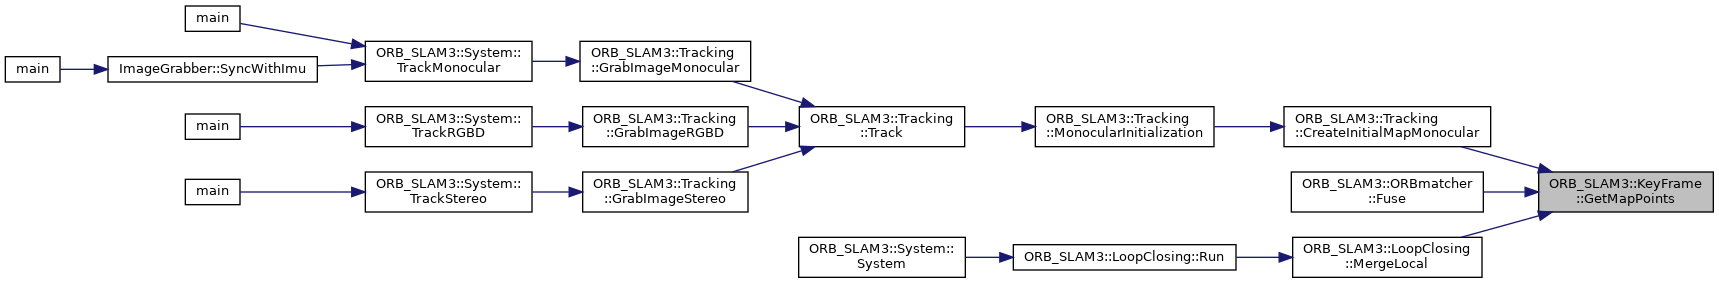 main
main
ImageGrabber::SyncWithImu
ORB_SLAM3::System::
TrackMonocular
ORB_SLAM3::Tracking
::GrabImageMonocular
main
ORB_SLAM3::System::
TrackRGBD
ORB_SLAM3::Tracking
::GrabImageRGBD
ORB_SLAM3::Tracking
::Track
ORB_SLAM3::Tracking
::MonocularInitialization
ORB_SLAM3::Tracking
::CreateInitialMapMonocular
main
ORB_SLAM3::System::
TrackStereo
ORB_SLAM3::Tracking
::GrabImageStereo
ORB_SLAM3::ORBmatcher
::Fuse
ORB_SLAM3::KeyFrame
::GetMapPoints
ORB_SLAM3::System::
System
ORB_SLAM3::LoopClosing::Run
ORB_SLAM3::LoopClosing
::MergeLocal